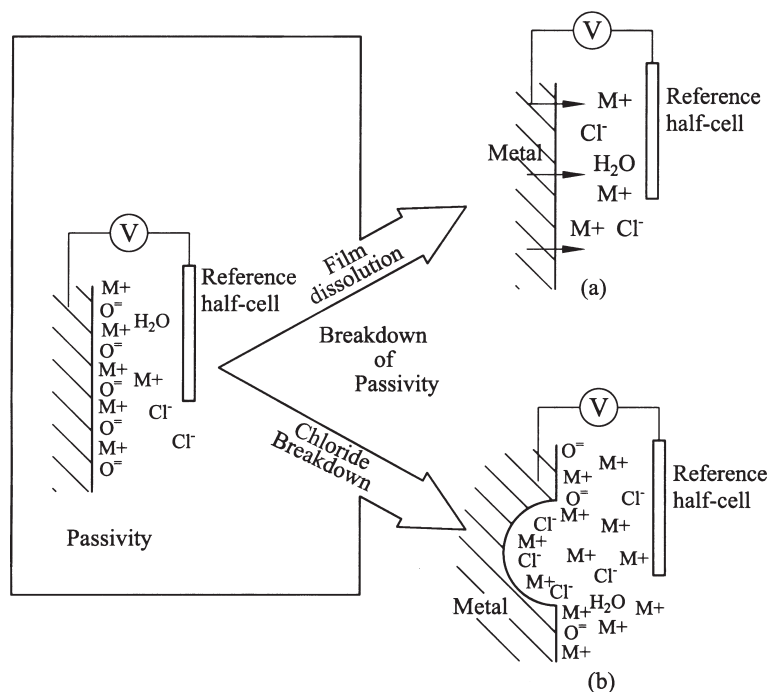 V
Reference
half-cell
M+
O=
M+ H₂O
O=
M+
O= M+
M+ Cl⁻
O=
M+ Cl⁻
O=
Passivity
Film
dissolution
Breakdown
of
Passivity
Chloride
Breakdown
V
Reference
half-cell
M+
Cl⁻
Metal
H₂O
M+
M+ Cl⁻
(a)
V
Reference
half-cell
O=
M+ M+
O= Cl⁻
M+
Cl⁻ M+
M+
Cl⁻ M+ M+
M+ Cl⁻
Cl⁻
Metal
M+ H₂O M+
O= M+
M+
(b)